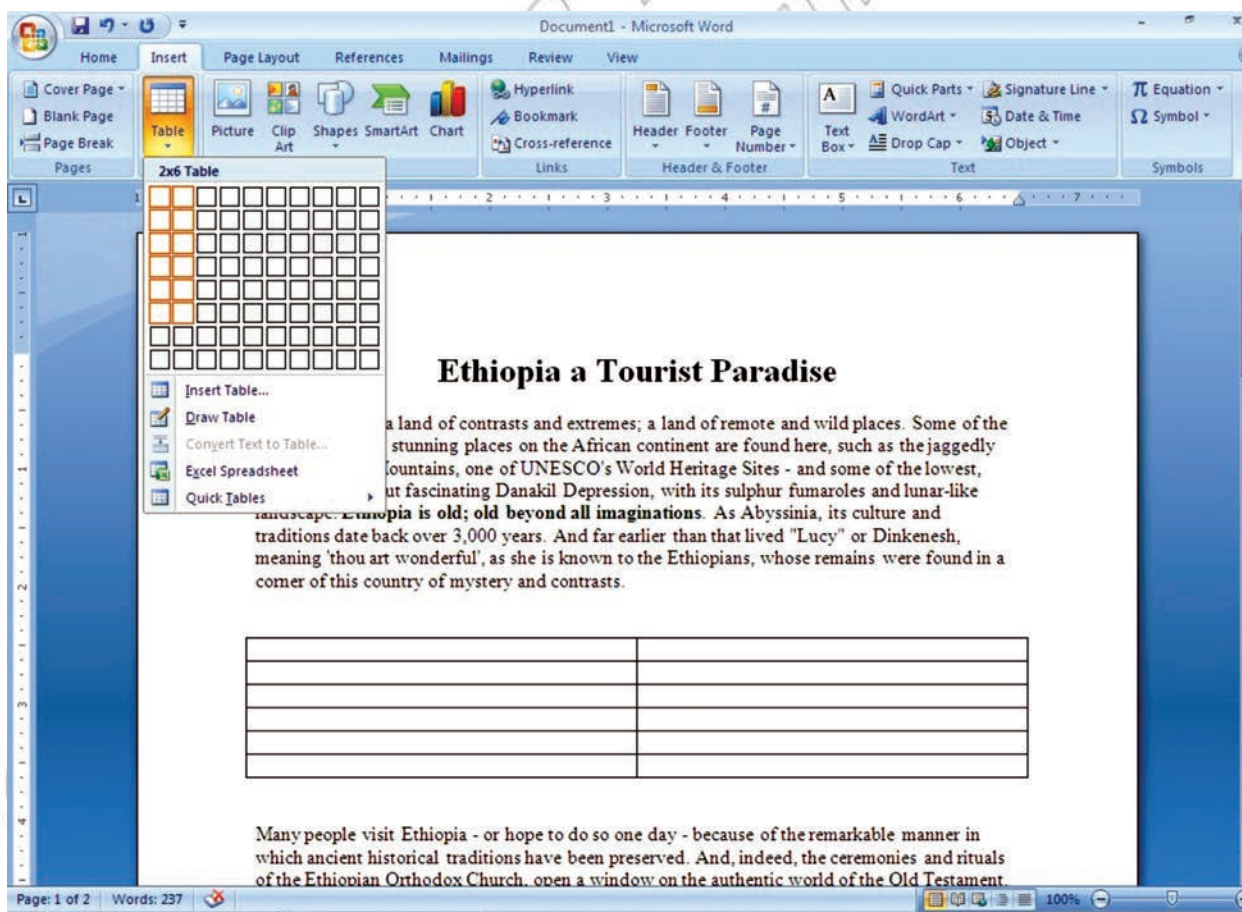 Document1 - Microsoft Word
Home Insert Page Layout References Mailings Review View
Cover Page
Blank Page
Page Break
Pages
Table
Picture
Clip Art
Shapes
SmartArt
Chart
Hyperlink
Bookmark
Cross-reference
Links
Header
Footer
Page Number
Header & Footer
Text Box
Quick Parts
WordArt
Drop Cap
Signature Line
Date & Time
Object
Text
π Equation
Ω Symbol
Symbols
2x6 Table
Insert Table...
Draw Table
Convert Text to Table...
Excel Spreadsheet
Quick Tables
L
1 2 3 4 5 6 7
1
2
3
4
Ethiopia a Tourist Paradise
a land of contrasts and extremes; a land of remote and wild places. Some of the
stunning places on the African continent are found here, such as the jaggedly
ountains, one of UNESCO's World Heritage Sites - and some of the lowest,
ut fascinating Danakil Depression, with its sulphur fumaroles and lunar-like
landscape. Ethiopia is old; old beyond all imaginations. As Abyssinia, its culture and
traditions date back over 3,000 years. And far earlier than that lived "Lucy" or Dinkenesh,
meaning 'thou art wonderful', as she is known to the Ethiopians, whose remains were found in a
corner of this country of mystery and contrasts.
Many people visit Ethiopia - or hope to do so one day - because of the remarkable manner in
which ancient historical traditions have been preserved. And, indeed, the ceremonies and rituals
of the Ethiopian Orthodox Church, open a window on the authentic world of the Old Testament.
Page: 1 of 2 Words: 237
100%